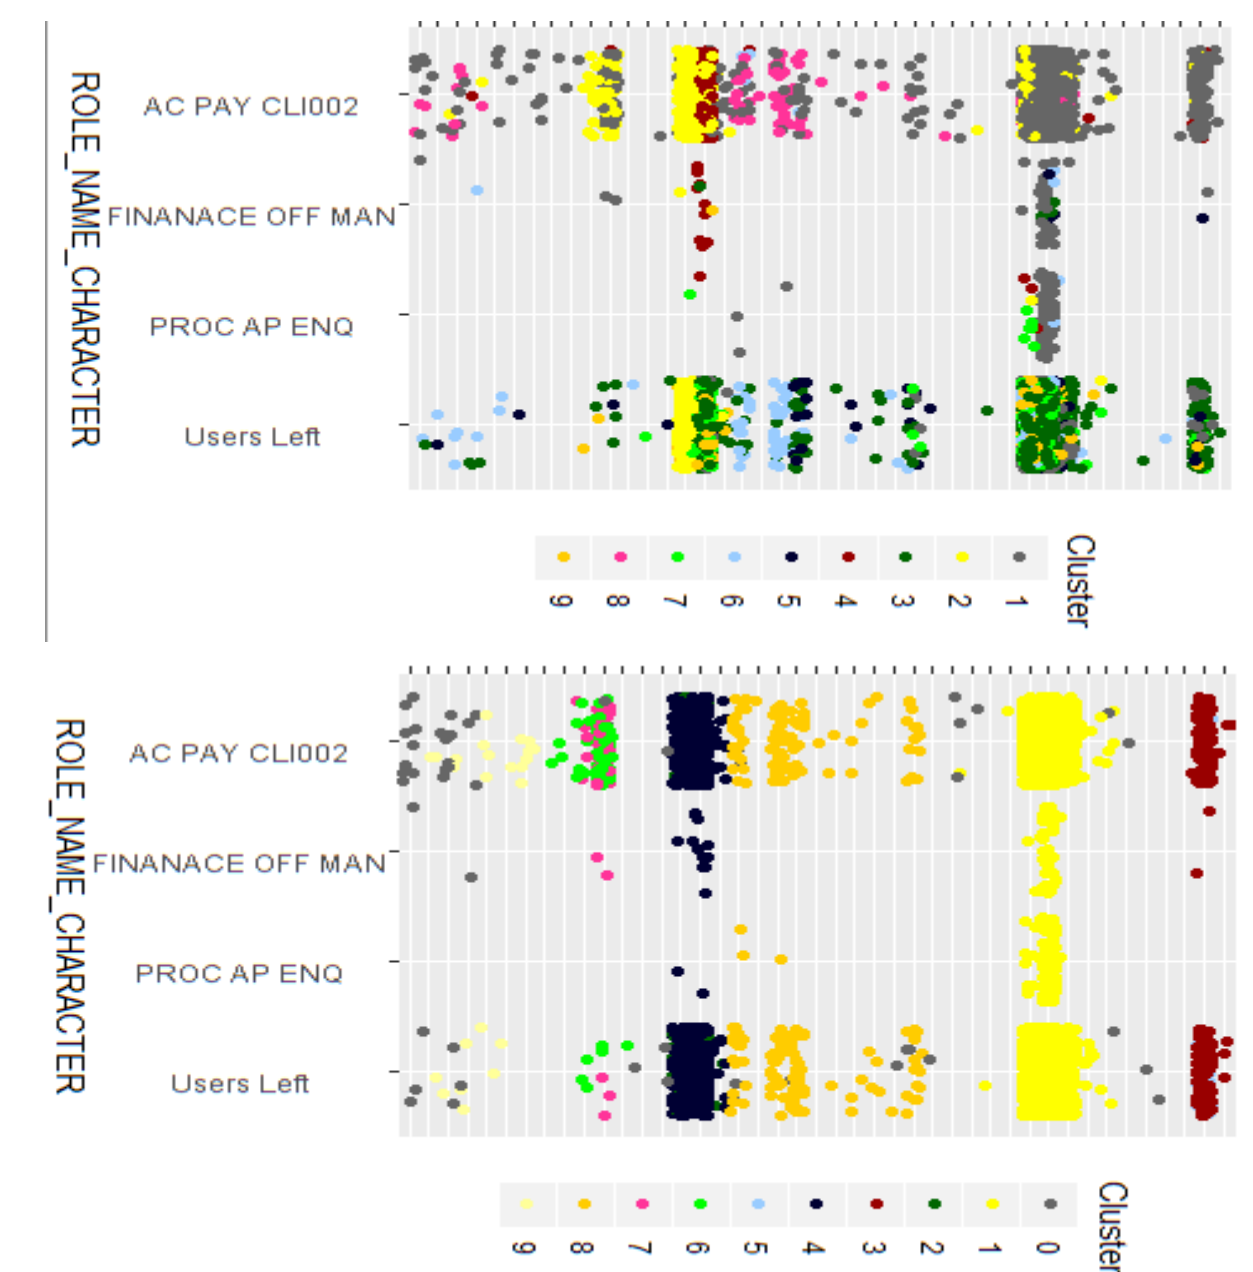 ROLE_NAME_CHARACTER
AC PAY CLI002
FINANACE OFF MAN
PROC AP ENQ
Users Left
Cluster
9
8
7
6
5
4
3
2
1
ROLE_NAME_CHARACTER
AC PAY CLI002
FINANACE OFF MAN
PROC AP ENQ
Users Left
Cluster
9
8
7
6
5
4
3
2
1
0